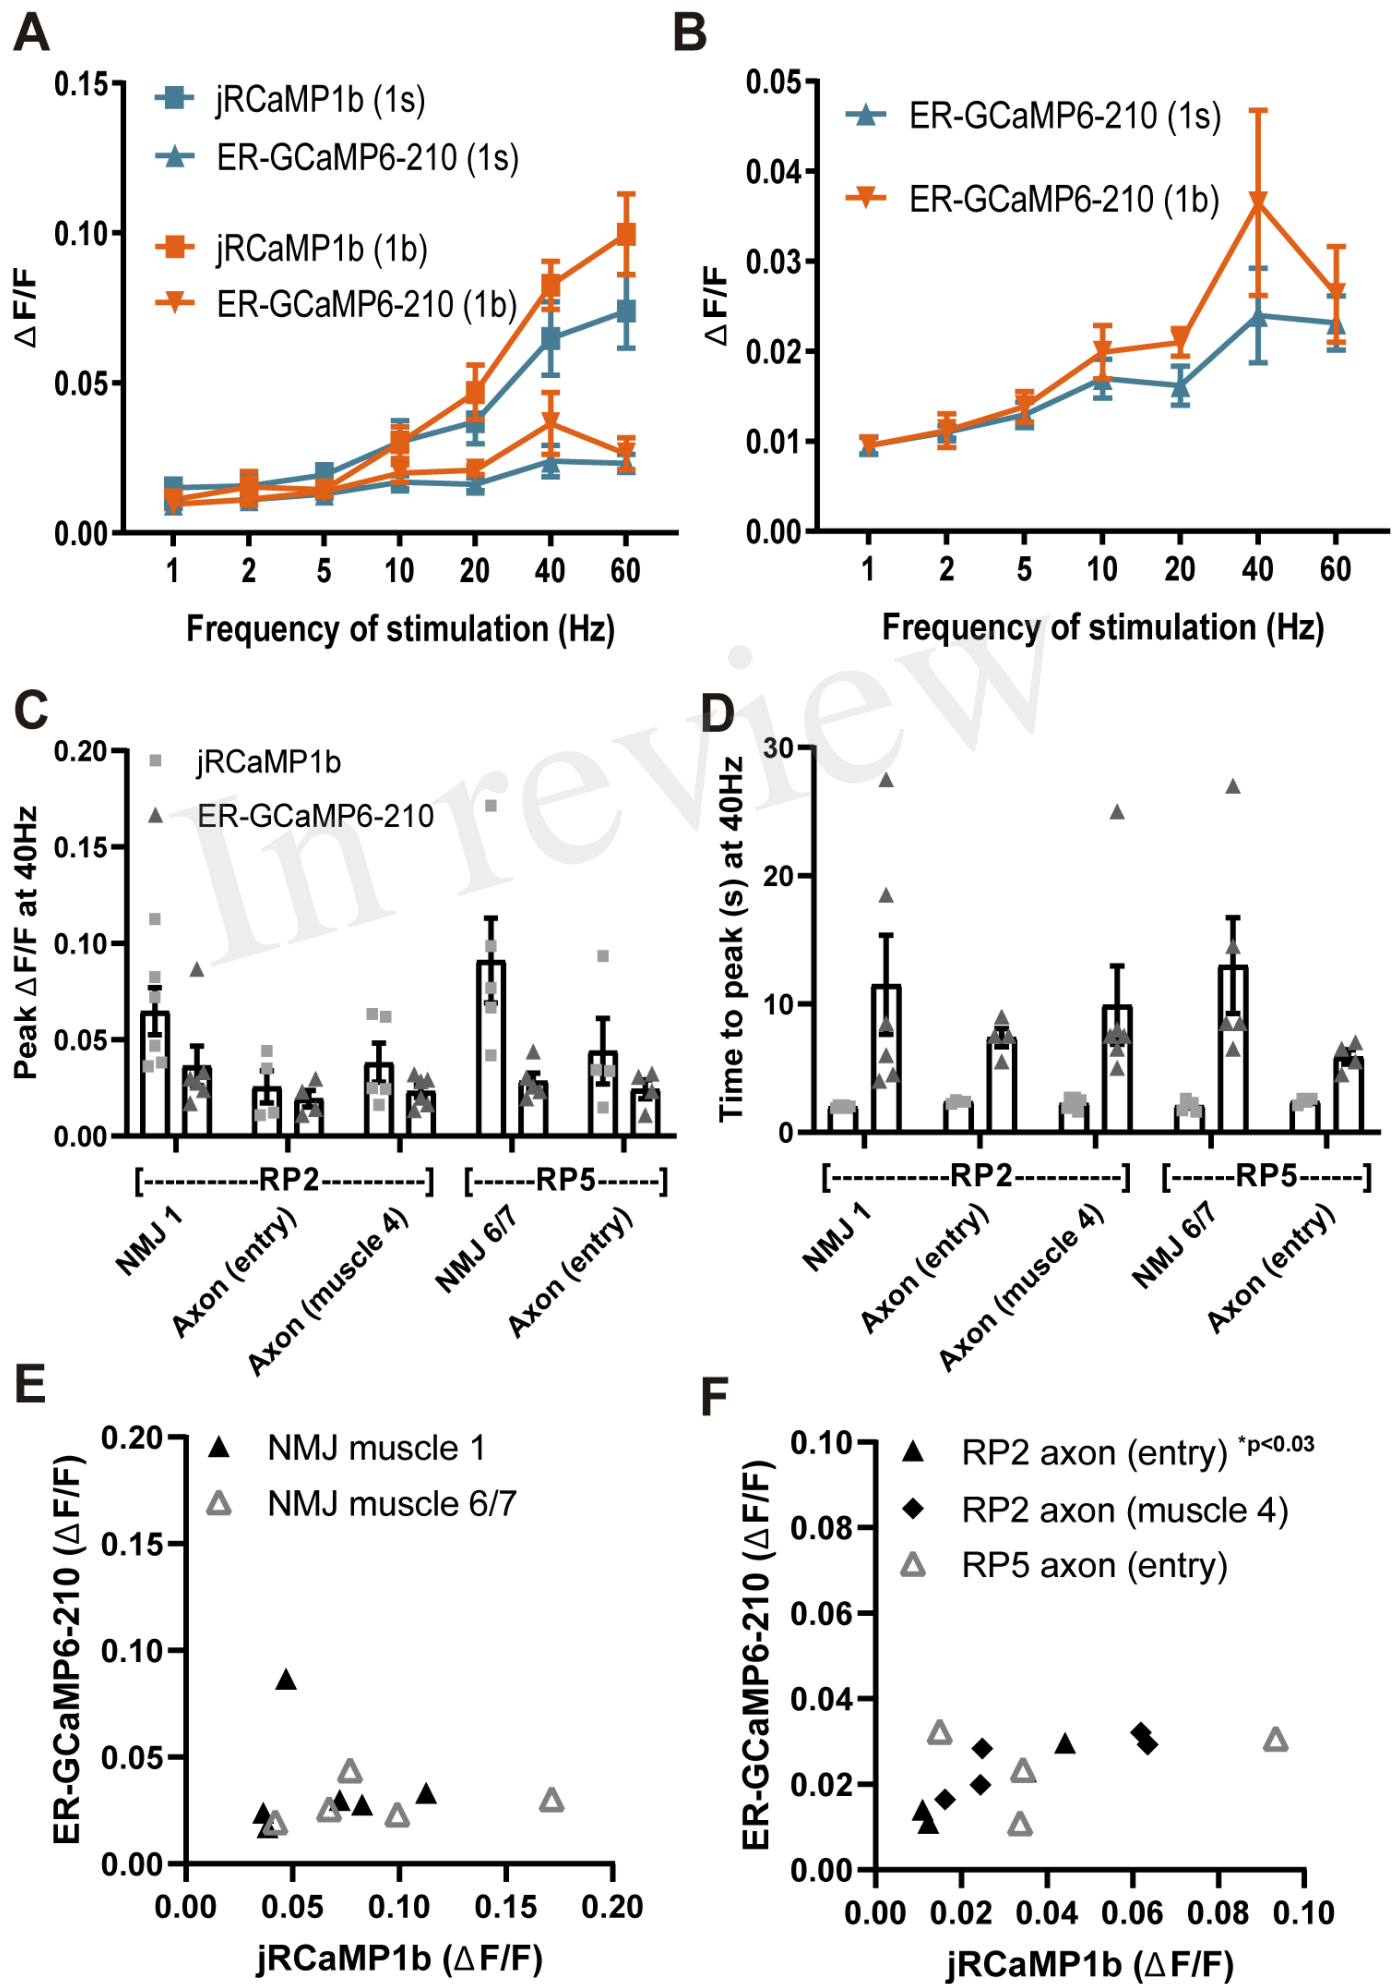 A
0.15
0.10
0.05
0.00
ΔF/F
jRCaMP1b (1s)
ER-GCaMP6-210 (1s)
jRCaMP1b (1b)
ER-GCaMP6-210 (1b)
1 2 5 10 20 40 60
Frequency of stimulation (Hz)
B
0.05
0.04
0.03
0.02
0.01
0.00
ΔF/F
ER-GCaMP6-210 (1s)
ER-GCaMP6-210 (1b)
1 2 5 10 20 40 60
Frequency of stimulation (Hz)
In review
C
0.20
0.15
0.10
0.05
0.00
Peak ΔF/F at 40Hz
jRCaMP1b
ER-GCaMP6-210
[------------RP2-----------] [------RP5------]
NMJ 1
Axon (entry)
Axon (muscle 4)
NMJ 6/7
Axon (entry)
D
30
20
10
0
Time to peak (s) at 40Hz
[------------RP2-----------] [------RP5------]
NMJ 1
Axon (entry)
Axon (muscle 4)
NMJ 6/7
Axon (entry)
E
0.20
0.15
0.10
0.05
0.00
ER-GCaMP6-210 (ΔF/F)
NMJ muscle 1
NMJ muscle 6/7
0.00 0.05 0.10 0.15 0.20
jRCaMP1b (ΔF/F)
F
0.10
0.08
0.06
0.04
0.02
0.00
ER-GCaMP6-210 (ΔF/F)
RP2 axon (entry) *p<0.03
RP2 axon (muscle 4)
RP5 axon (entry)
0.00 0.02 0.04 0.06 0.08 0.10
jRCaMP1b (ΔF/F)